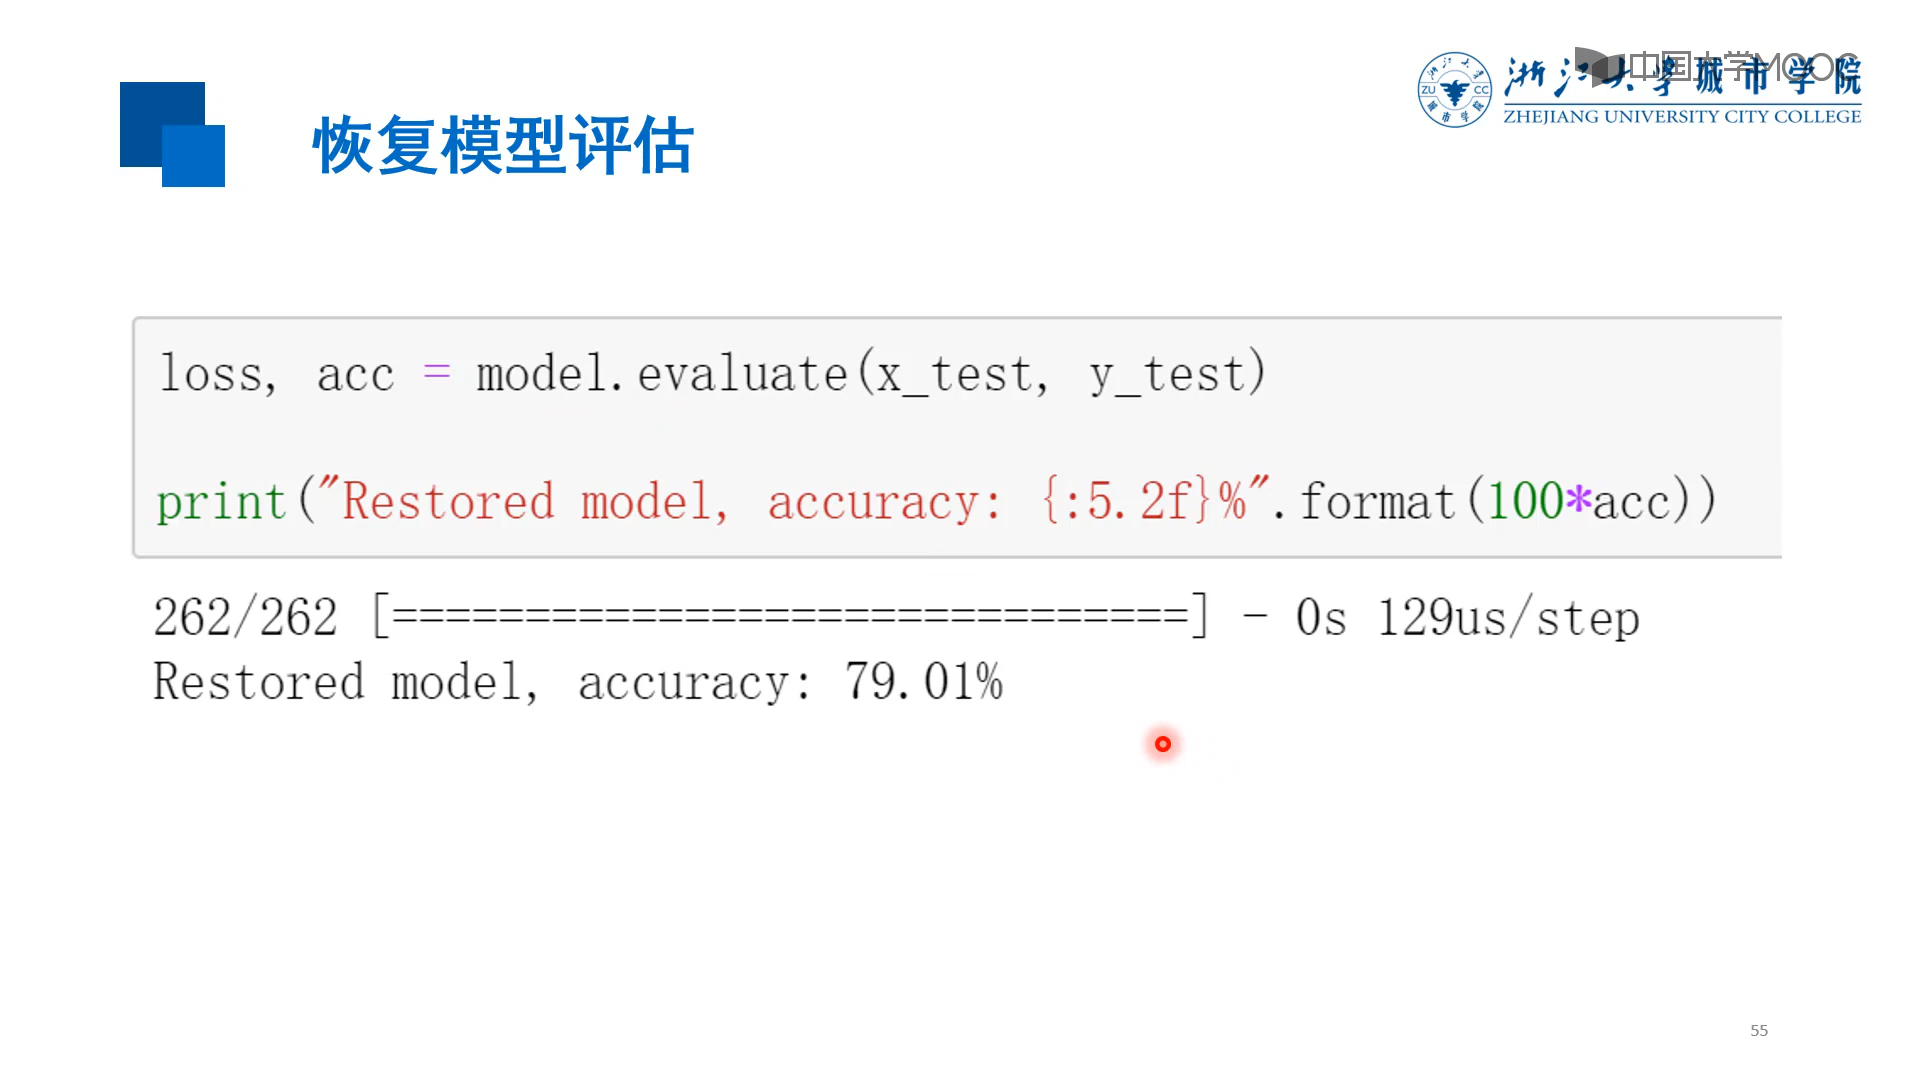 中国大学MOOC
浙江大学城市学院
ZHEJIANG UNIVERSITY CITY COLLEGE
ZU CC
恢复模型评估
loss, acc = model.evaluate(x_test, y_test)
print("Restored model, accuracy: {:5.2f}%".format(100*acc))
262/262 [==============================] - 0s 129us/step
Restored model, accuracy: 79.01%
55